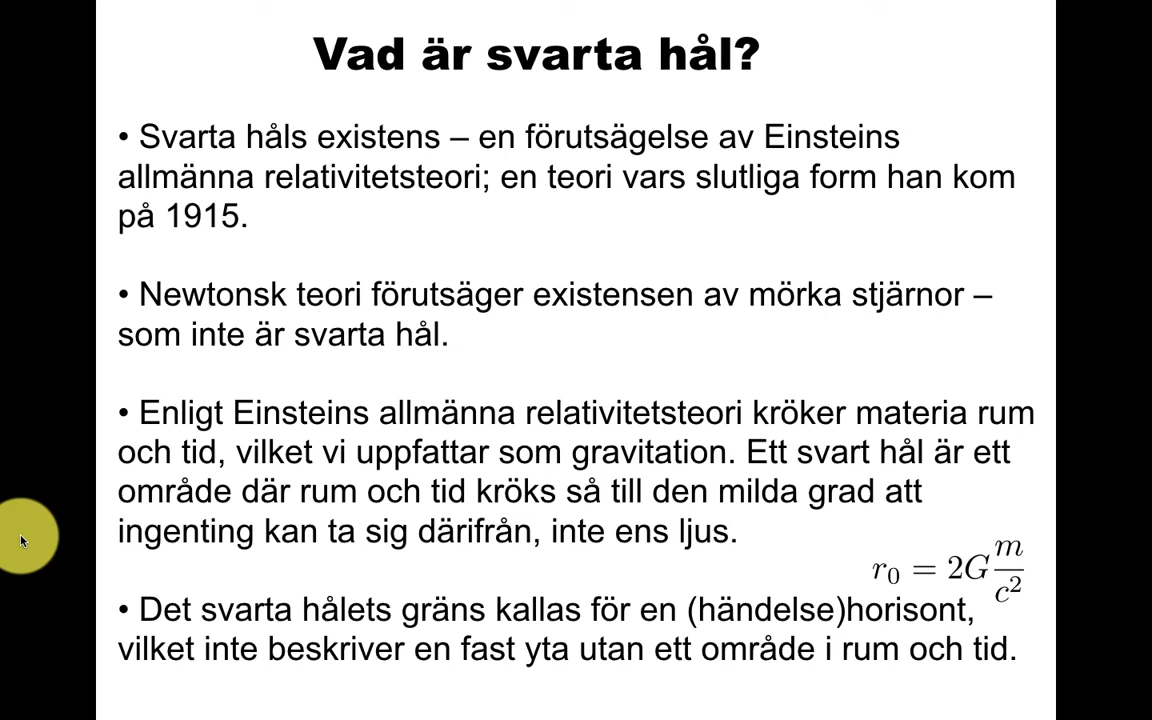 Vad är svarta hål?
• Svarta håls existens – en förutsägelse av Einsteins
allmänna relativitetsteori; en teori vars slutliga form han kom
på 1915.
• Newtonsk teori förutsäger existensen av mörka stjärnor –
som inte är svarta hål.
• Enligt Einsteins allmänna relativitetsteori kröker materia rum
och tid, vilket vi uppfattar som gravitation. Ett svart hål är ett
område där rum och tid kröks så till den milda grad att
ingenting kan ta sig därifrån, inte ens ljus.
r₀ = 2G m/c²
• Det svarta hålets gräns kallas för en (händelse)horisont,
vilket inte beskriver en fast yta utan ett område i rum och tid.